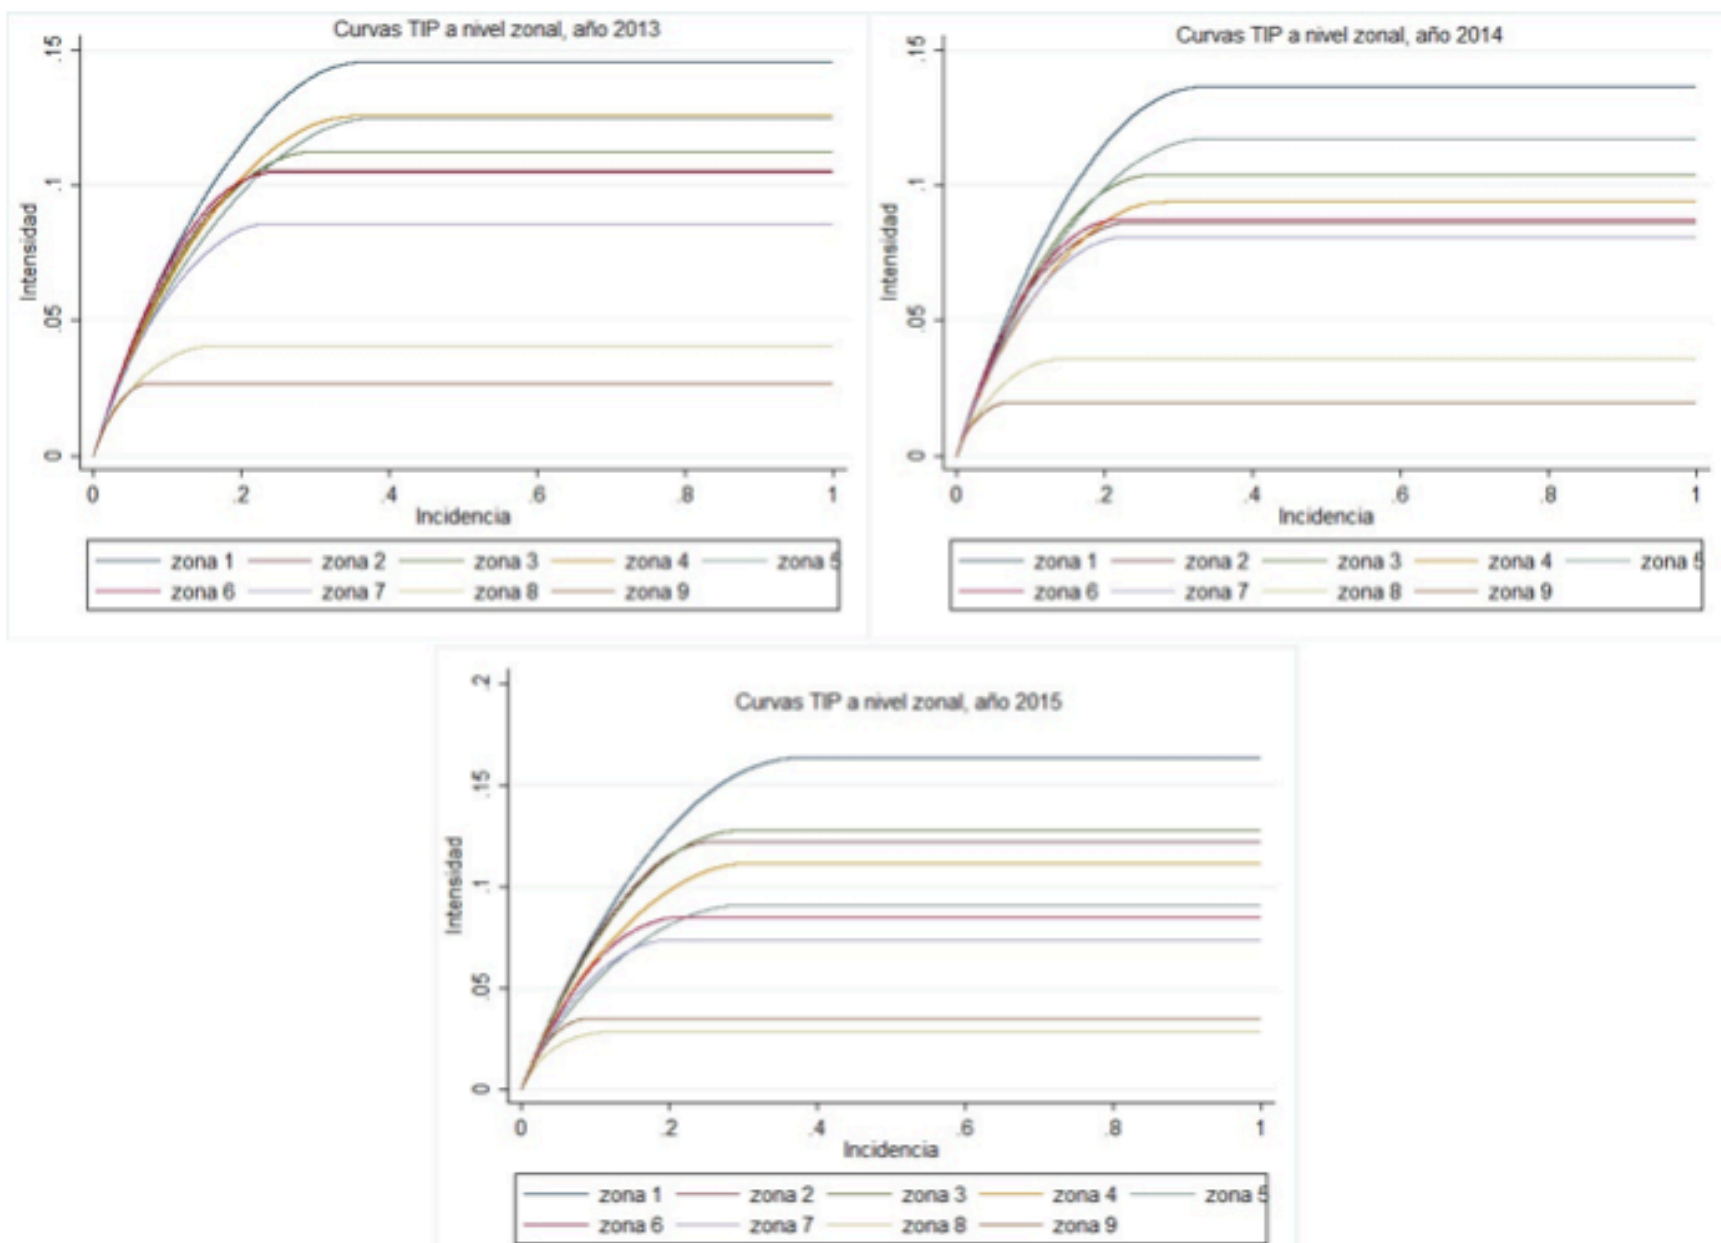 Curvas TIP a nivel zonal, año 2013
.15
.1
.05
0
Intensidad
0 .2 .4 .6 .8 1
Incidencia
zona 1 zona 2 zona 3 zona 4 zona 5
zona 6 zona 7 zona 8 zona 9
Curvas TIP a nivel zonal, año 2014
.15
.1
.05
0
Intensidad
0 .2 .4 .6 .8 1
Incidencia
zona 1 zona 2 zona 3 zona 4 zona 5
zona 6 zona 7 zona 8 zona 9
Curvas TIP a nivel zonal, año 2015
.2
.15
.1
.05
0
Intensidad
0 .2 .4 .6 .8 1
Incidencia
zona 1 zona 2 zona 3 zona 4 zona 5
zona 6 zona 7 zona 8 zona 9